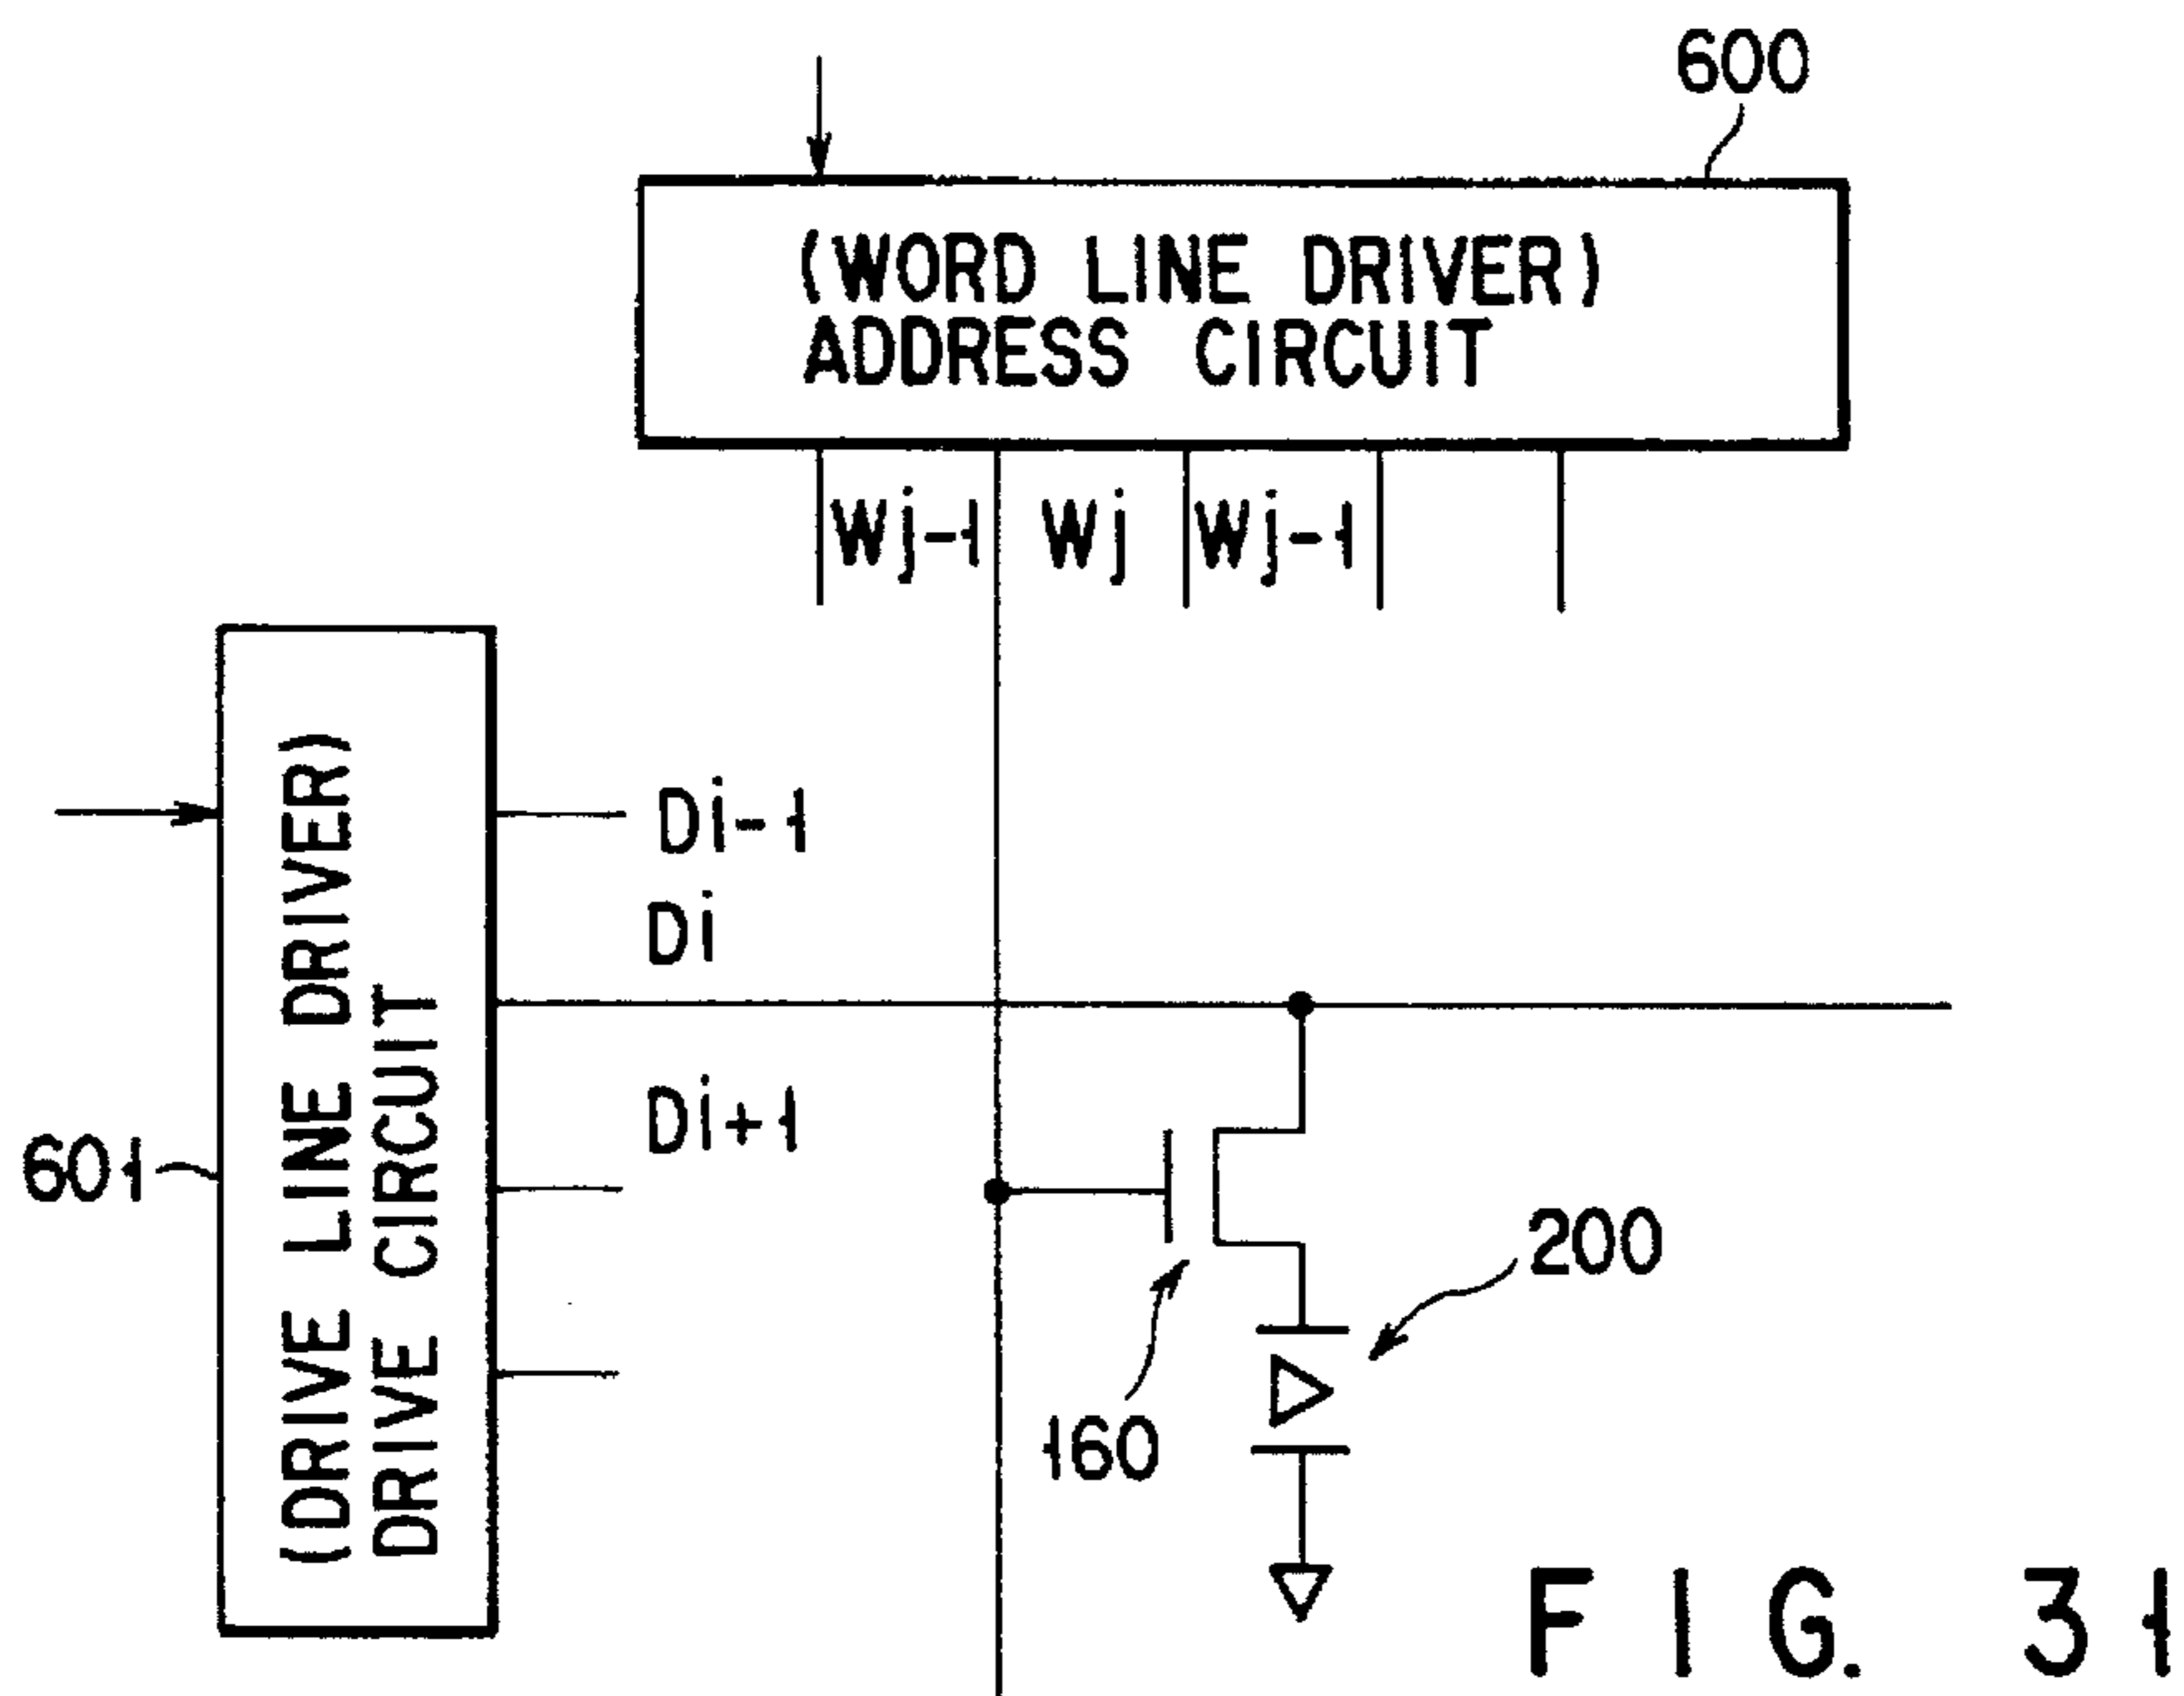 600
(WORD LINE DRIVER)
ADDRESS CIRCUIT
Wj-1 Wj Wj-1
(DRIVE LINE DRIVER)
DRIVE CIRCUIT
Di-1
Di
Di+1
601
200
160
FIG. 31